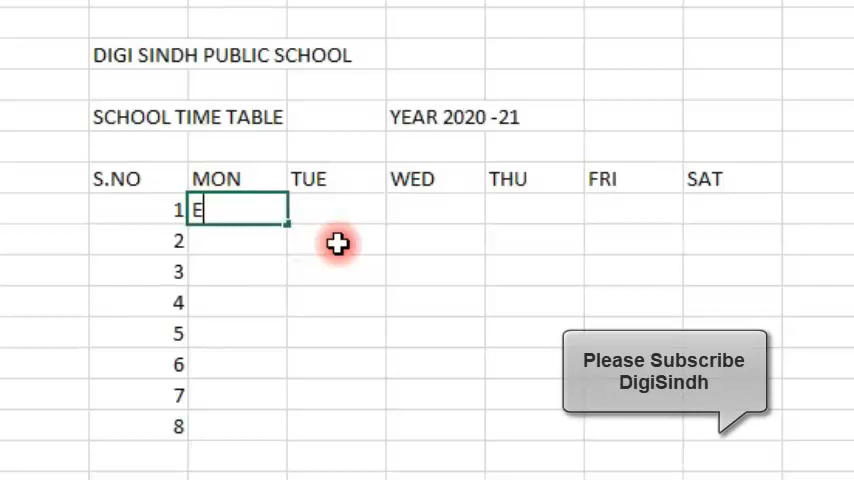 DIGI SINDH PUBLIC SCHOOL
SCHOOL TIME TABLE YEAR 2020 -21
S.NO MON TUE WED THU FRI SAT
1 E
2
3
4
5
6
7
8
Please Subscribe
DigiSindh